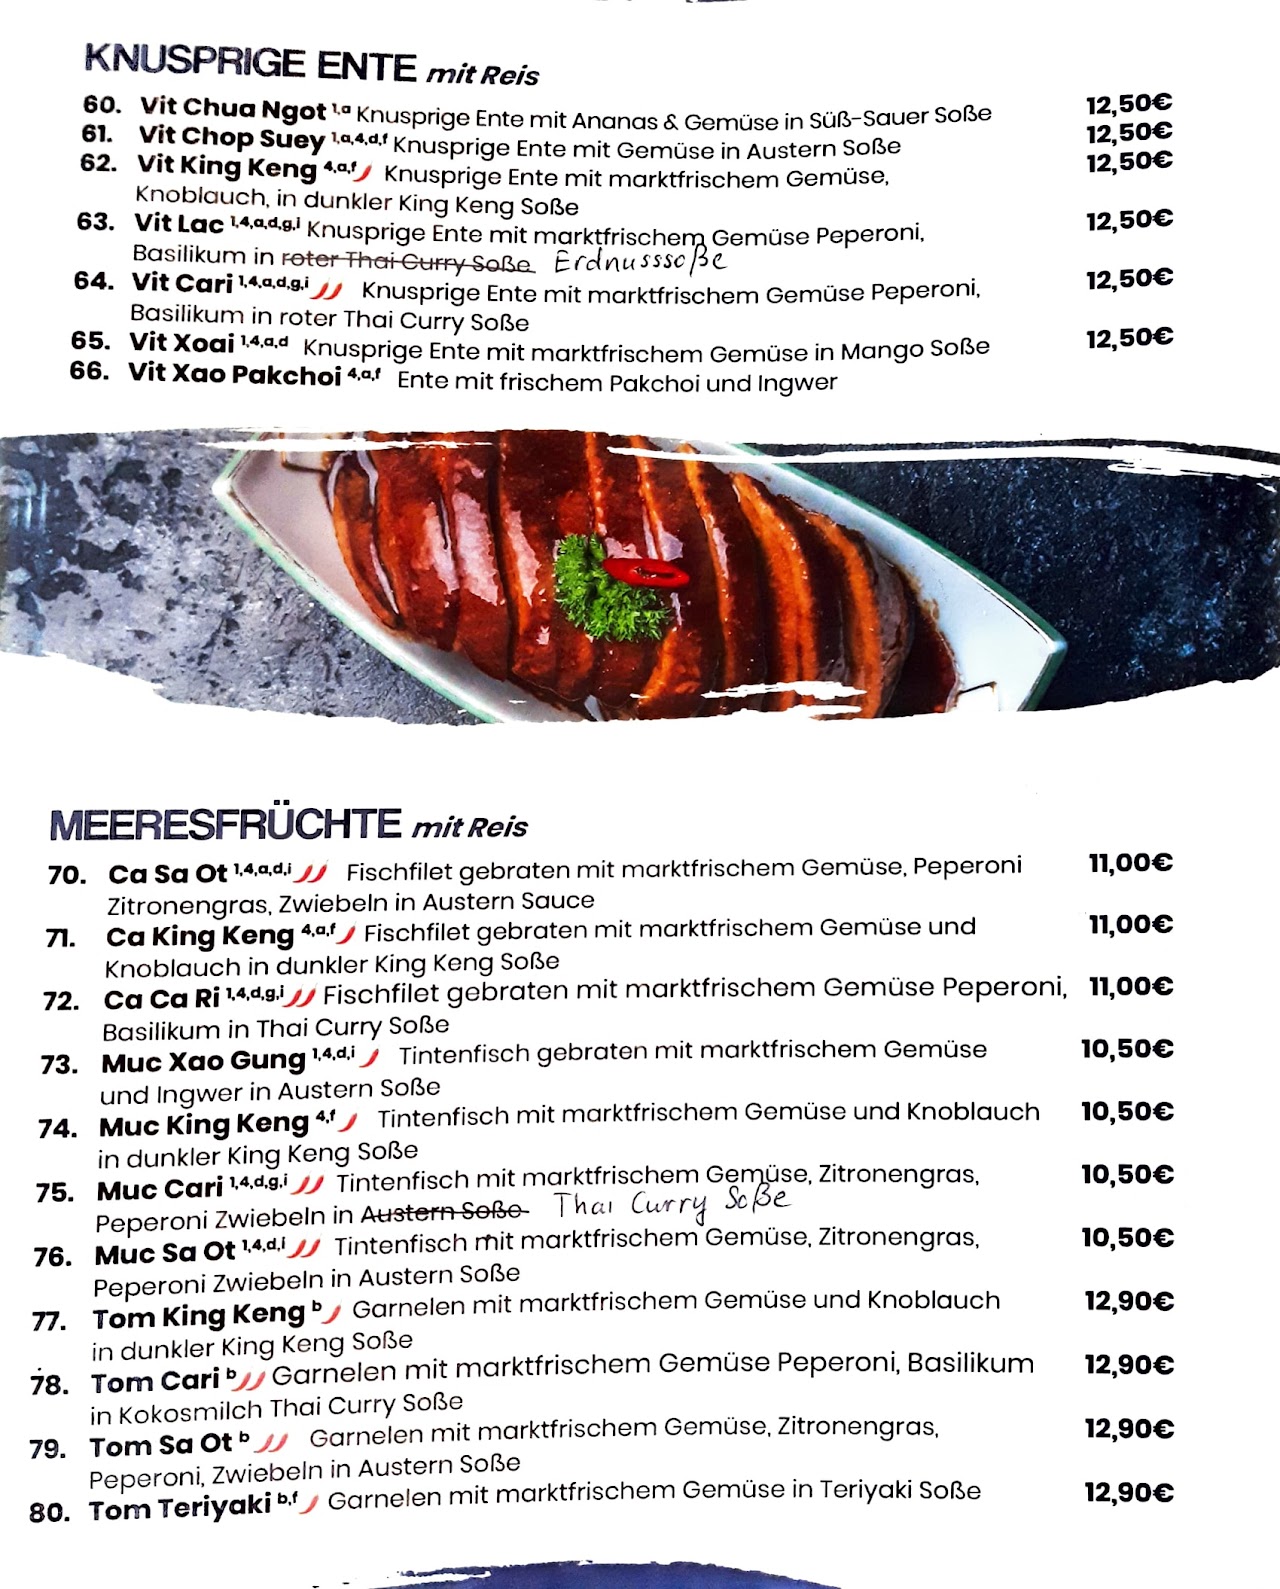 KNUSPRIGE ENTE mit Reis
60. Vit Chua Ngot 1,a Knusprige Ente mit Ananas & Gemüse in Süß-Sauer Soße 12,50€
61. Vit Chop Suey 1,a,4,d,f Knusprige Ente mit Gemüse in Austern Soße 12,50€
62. Vit King Keng 4,a,f Knusprige Ente mit marktfrischem Gemüse, 12,50€
Knoblauch, in dunkler King Keng Soße
63. Vit Lac 1,4,a,d,g,i Knusprige Ente mit marktfrischem Gemüse Peperoni, 12,50€
Basilikum in roter Thai Curry Soße Erdnusssoße
64. Vit Cari 1,4,a,d,g,i Knusprige Ente mit marktfrischem Gemüse Peperoni, 12,50€
Basilikum in roter Thai Curry Soße
65. Vit Xoai 1,4,a,d Knusprige Ente mit marktfrischem Gemüse in Mango Soße 12,50€
66. Vit Xao Pakchoi 4,a,f Ente mit frischem Pakchoi und Ingwer
MEERESFRÜCHTE mit Reis
70. Ca Sa Ot 1,4,a,d,i Fischfilet gebraten mit marktfrischem Gemüse, Peperoni 11,00€
Zitronengras, Zwiebeln in Austern Sauce
71. Ca King Keng 4,a,f Fischfilet gebraten mit marktfrischem Gemüse und 11,00€
Knoblauch in dunkler King Keng Soße
72. Ca Ca Ri 1,4,d,g,i Fischfilet gebraten mit marktfrischem Gemüse Peperoni, 11,00€
Basilikum in Thai Curry Soße
73. Muc Xao Gung 1,4,d,i Tintenfisch gebraten mit marktfrischem Gemüse 10,50€
und Ingwer in Austern Soße
74. Muc King Keng 4,f Tintenfisch mit marktfrischem Gemüse und Knoblauch 10,50€
in dunkler King Keng Soße
75. Muc Cari 1,4,d,g,i Tintenfisch mit marktfrischem Gemüse, Zitronengras, 10,50€
Peperoni Zwiebeln in Austern Soße Thai Curry Soße
76. Muc Sa Ot 1,4,d,i Tintenfisch mit marktfrischem Gemüse, Zitronengras, 10,50€
Peperoni Zwiebeln in Austern Soße
77. Tom King Keng b Garnelen mit marktfrischem Gemüse und Knoblauch 12,90€
in dunkler King Keng Soße
78. Tom Cari b Garnelen mit marktfrischem Gemüse Peperoni, Basilikum 12,90€
in Kokosmilch Thai Curry Soße
79. Tom Sa Ot b Garnelen mit marktfrischem Gemüse, Zitronengras, 12,90€
Peperoni, Zwiebeln in Austern Soße
80. Tom Teriyaki b,f Garnelen mit marktfrischem Gemüse in Teriyaki Soße 12,90€